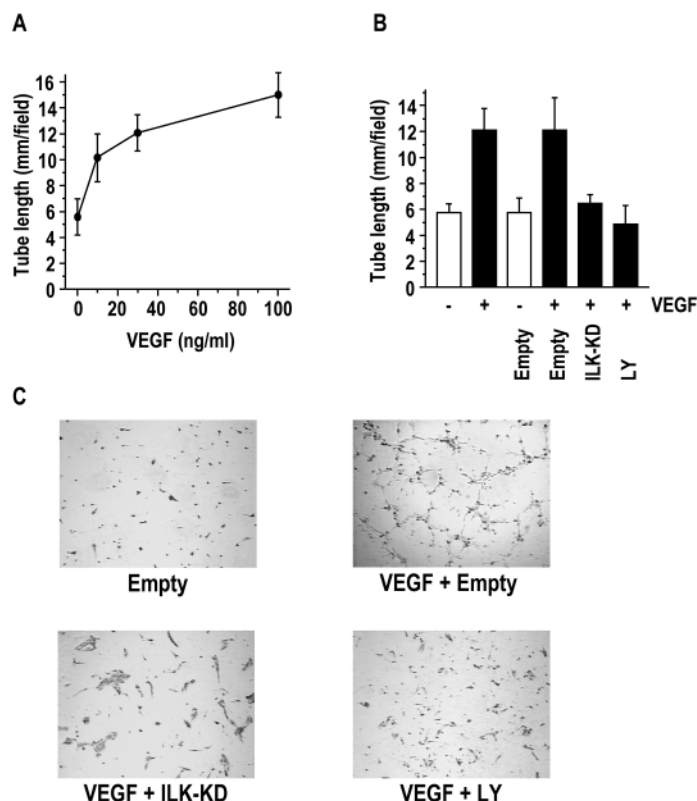 A
Tube length (mm/field)
16
14
12
10
8
6
4
2
0
0 20 40 60 80 100
VEGF (ng/ml)
B
Tube length (mm/field)
14
12
10
8
6
4
2
0
- + - + + + VEGF
Empty
Empty
ILK-KD
LY
C
Empty
VEGF + Empty
VEGF + ILK-KD
VEGF + LY